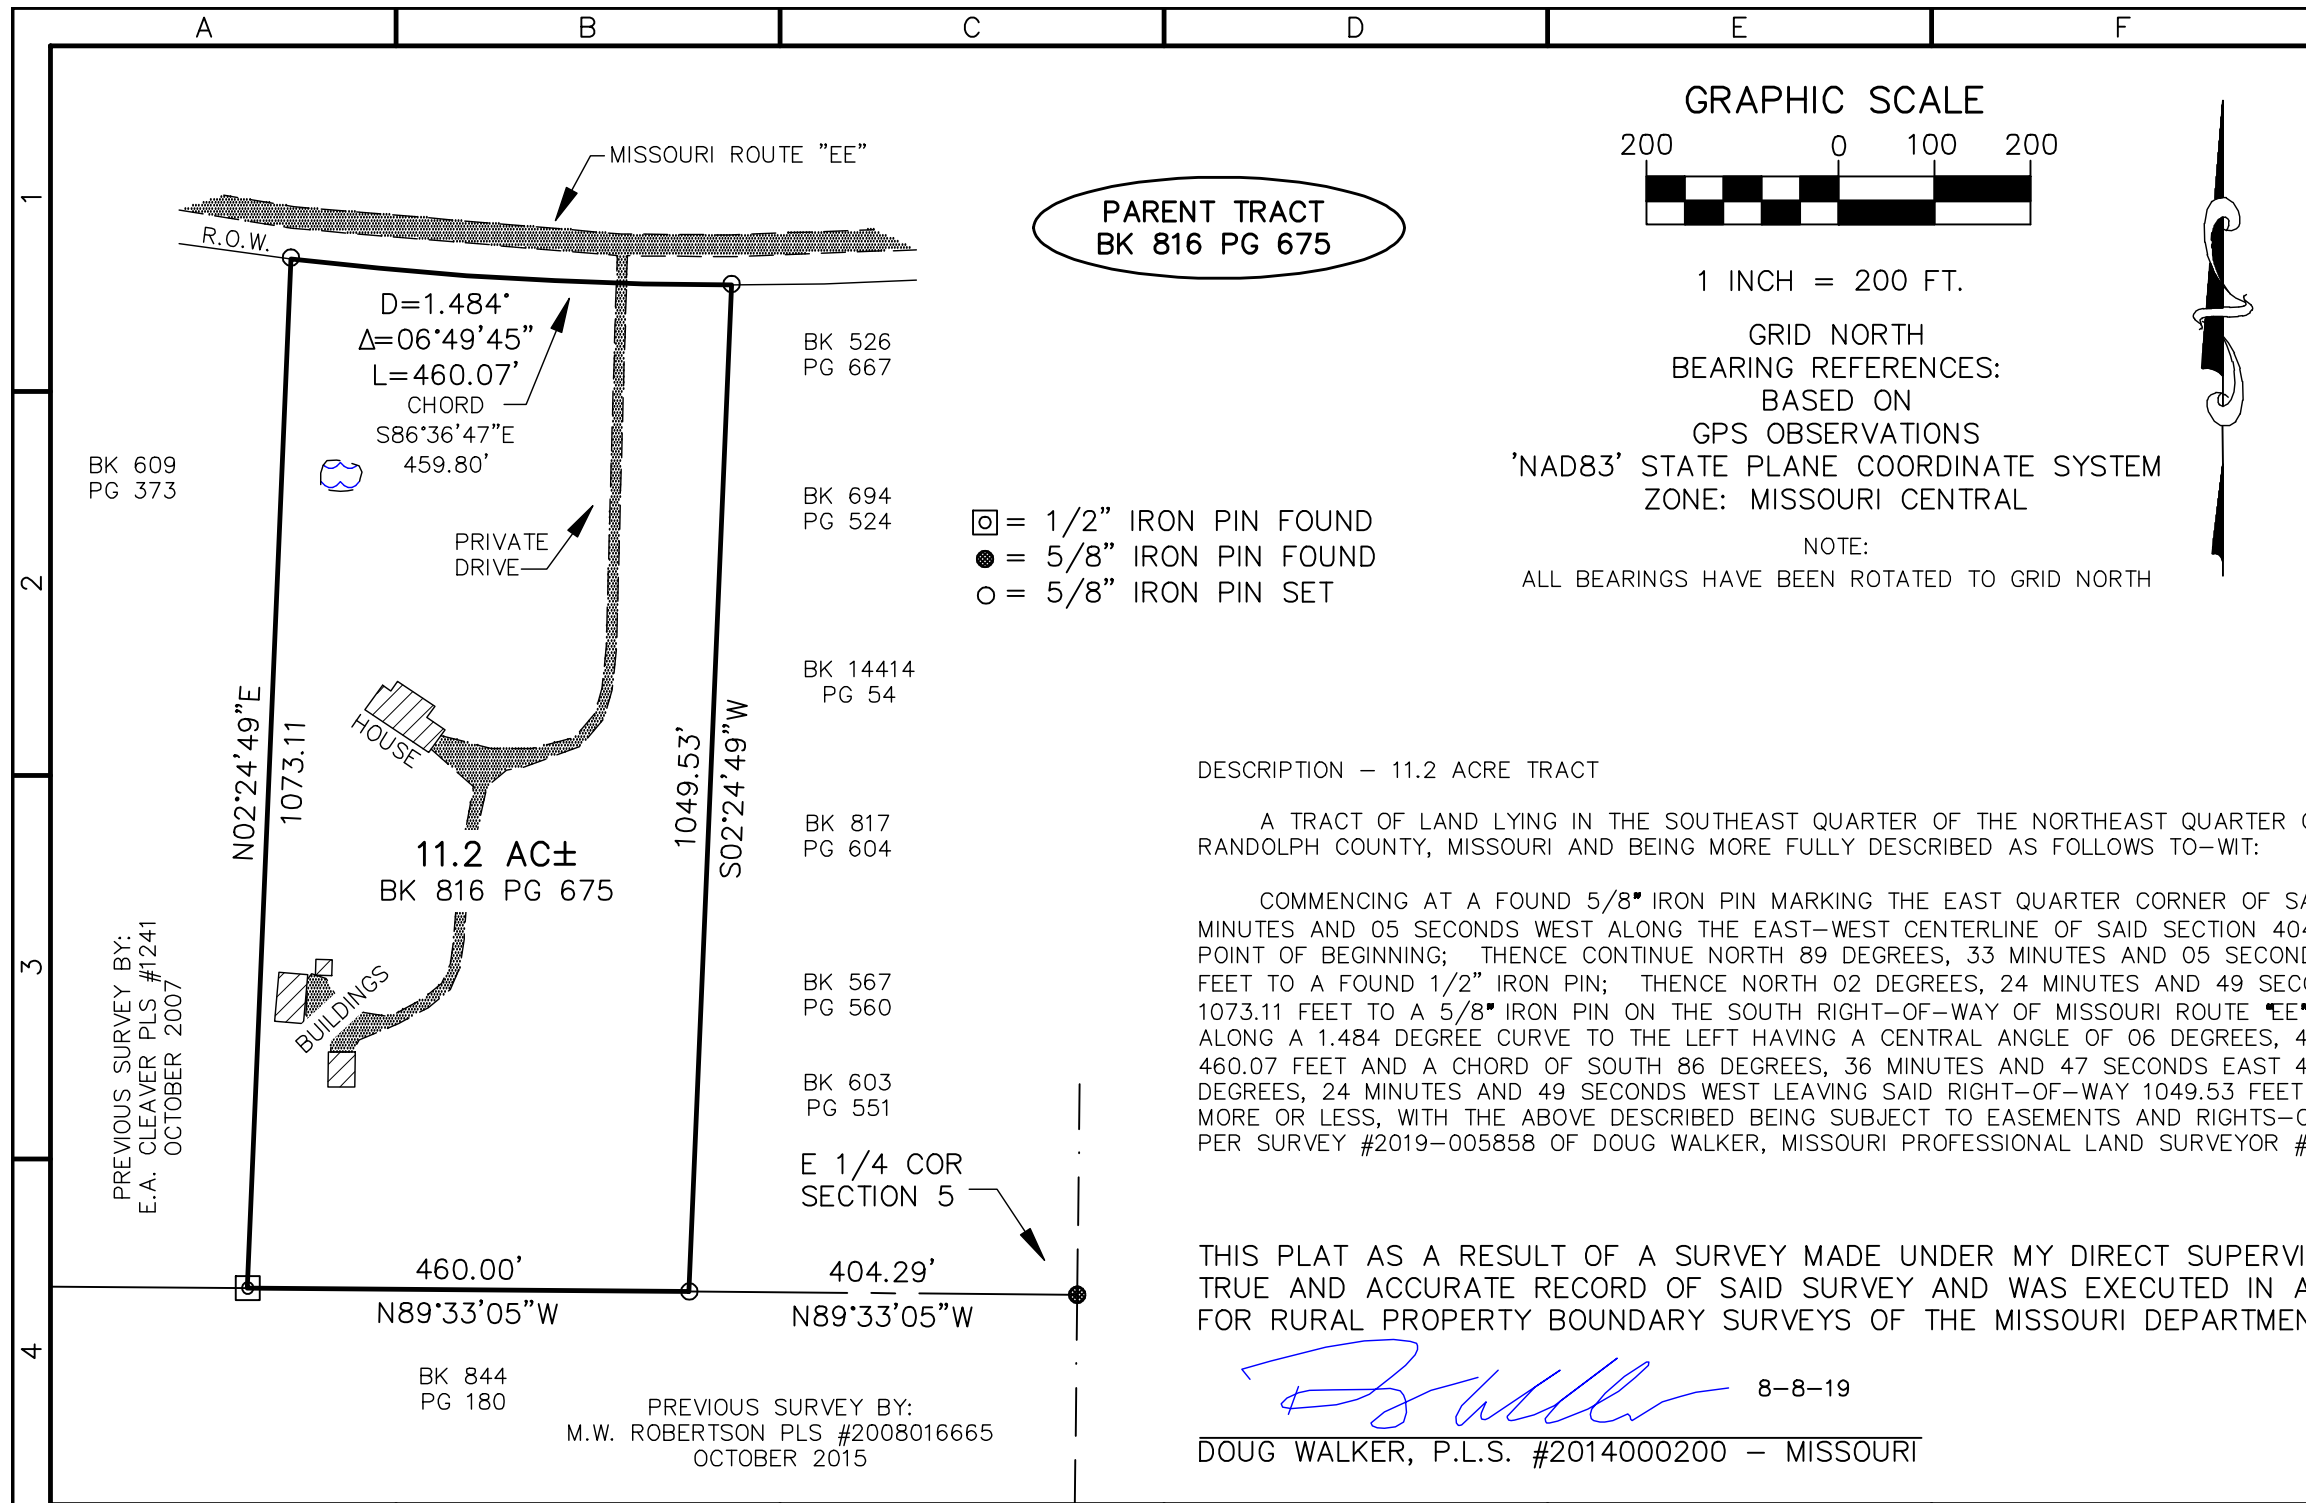 A B C D E F
1
2
3
4
MISSOURI ROUTE "EE"
R.O.W.
D=1.484°
Δ=06°49'45"
L=460.07'
CHORD
S86°36'47"E
459.80'
PRIVATE
DRIVE
BK 609
PG 373
BK 526
PG 667
BK 694
PG 524
BK 14414
PG 54
BK 817
PG 604
BK 567
PG 560
BK 603
PG 551
N02°24'49"E
1073.11
1049.53'
S02°24'49"W
HOUSE
11.2 AC±
BK 816 PG 675
BUILDINGS
PREVIOUS SURVEY BY:
E.A. CLEAVER PLS #1241
OCTOBER 2007
E 1/4 COR
SECTION 5
460.00'
N89°33'05"W
404.29'
N89°33'05"W
BK 844
PG 180
PREVIOUS SURVEY BY:
M.W. ROBERTSON PLS #2008016665
OCTOBER 2015
PARENT TRACT
BK 816 PG 675
= 1/2" IRON PIN FOUND
= 5/8" IRON PIN FOUND
= 5/8" IRON PIN SET
GRAPHIC SCALE
200 0 100 200
1 INCH = 200 FT.
GRID NORTH
BEARING REFERENCES:
BASED ON
GPS OBSERVATIONS
'NAD83' STATE PLANE COORDINATE SYSTEM
ZONE: MISSOURI CENTRAL
NOTE:
ALL BEARINGS HAVE BEEN ROTATED TO GRID NORTH
DESCRIPTION – 11.2 ACRE TRACT
A TRACT OF LAND LYING IN THE SOUTHEAST QUARTER OF THE NORTHEAST QUARTER
RANDOLPH COUNTY, MISSOURI AND BEING MORE FULLY DESCRIBED AS FOLLOWS TO–WIT:
COMMENCING AT A FOUND 5/8" IRON PIN MARKING THE EAST QUARTER CORNER OF SA
MINUTES AND 05 SECONDS WEST ALONG THE EAST–WEST CENTERLINE OF SAID SECTION 404
POINT OF BEGINNING; THENCE CONTINUE NORTH 89 DEGREES, 33 MINUTES AND 05 SECOND
FEET TO A FOUND 1/2" IRON PIN; THENCE NORTH 02 DEGREES, 24 MINUTES AND 49 SECO
1073.11 FEET TO A 5/8" IRON PIN ON THE SOUTH RIGHT–OF–WAY OF MISSOURI ROUTE "EE"
ALONG A 1.484 DEGREE CURVE TO THE LEFT HAVING A CENTRAL ANGLE OF 06 DEGREES, 4
460.07 FEET AND A CHORD OF SOUTH 86 DEGREES, 36 MINUTES AND 47 SECONDS EAST 4
DEGREES, 24 MINUTES AND 49 SECONDS WEST LEAVING SAID RIGHT–OF–WAY 1049.53 FEET
MORE OR LESS, WITH THE ABOVE DESCRIBED BEING SUBJECT TO EASEMENTS AND RIGHTS–O
PER SURVEY #2019–005858 OF DOUG WALKER, MISSOURI PROFESSIONAL LAND SURVEYOR #
THIS PLAT AS A RESULT OF A SURVEY MADE UNDER MY DIRECT SUPERVI
TRUE AND ACCURATE RECORD OF SAID SURVEY AND WAS EXECUTED IN A
FOR RURAL PROPERTY BOUNDARY SURVEYS OF THE MISSOURI DEPARTMEN
8–8–19
DOUG WALKER, P.L.S. #2014000200 – MISSOURI